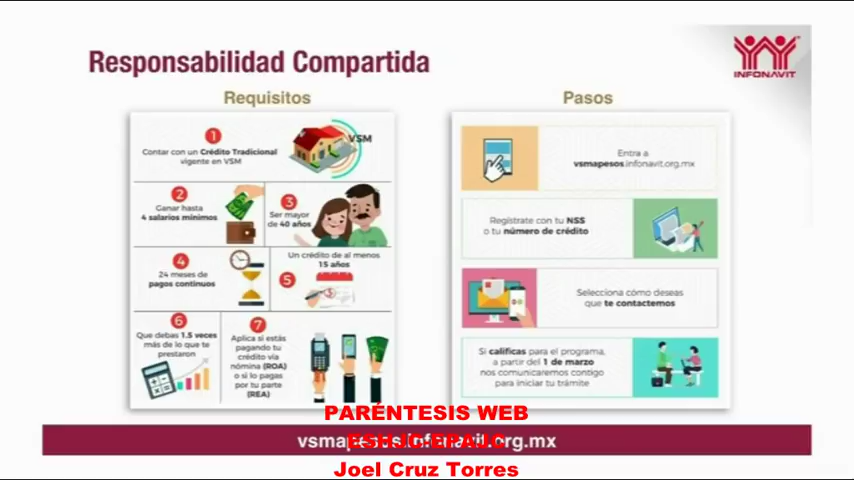 Responsabilidad Compartida
INFONAVIT
Requisitos
1
VSM
Contar con un Crédito Tradicional
vigente en VSM
2
Ganar hasta
4 salarios mínimos
3
Ser mayor
de 40 años
4
24 meses de
pagos continuos
Un crédito de al menos
15 años
5
6
Que debas 1.5 veces
más de lo que te
prestaron
7
Aplica si estás
pagando tu
crédito vía
nómina (ROA)
o si lo pagas
por tu parte
(REA)
Pasos
Entra a
vsmapesos.infonavit.org.mx
Regístrate con tu NSS
o tu número de crédito
Selecciona cómo deseas
que te contactemos
Si calificas para el programa,
a partir del 1 de marzo
nos comunicaremos contigo
para iniciar tu trámite
PARÉNTESIS WEB
vsmapesos.infonavit.org.mx
Joel Cruz Torres